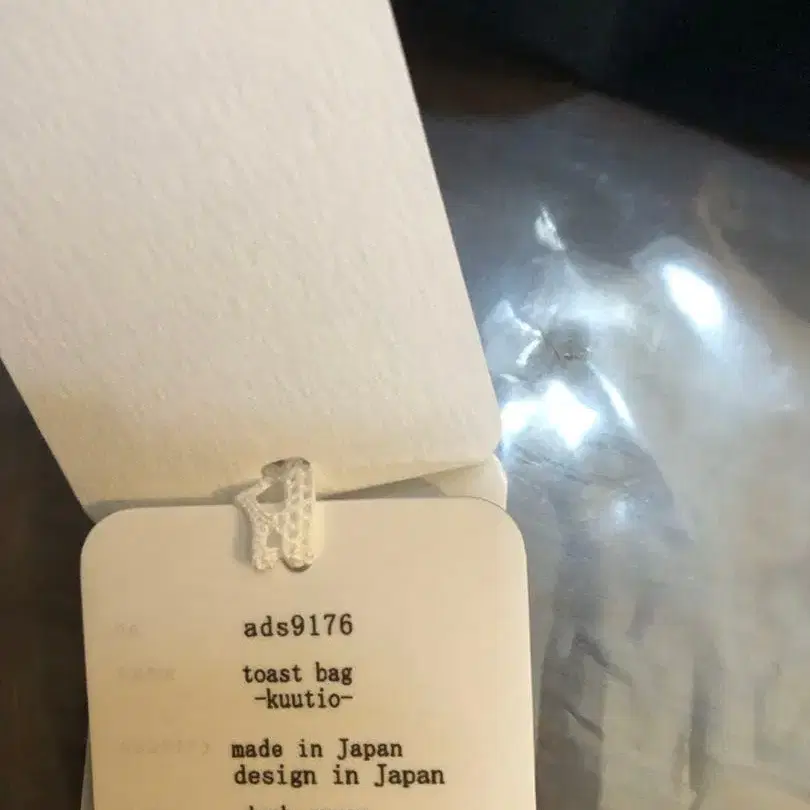 ads9176
toast bag
-kuutio-
made in Japan
design in Japan